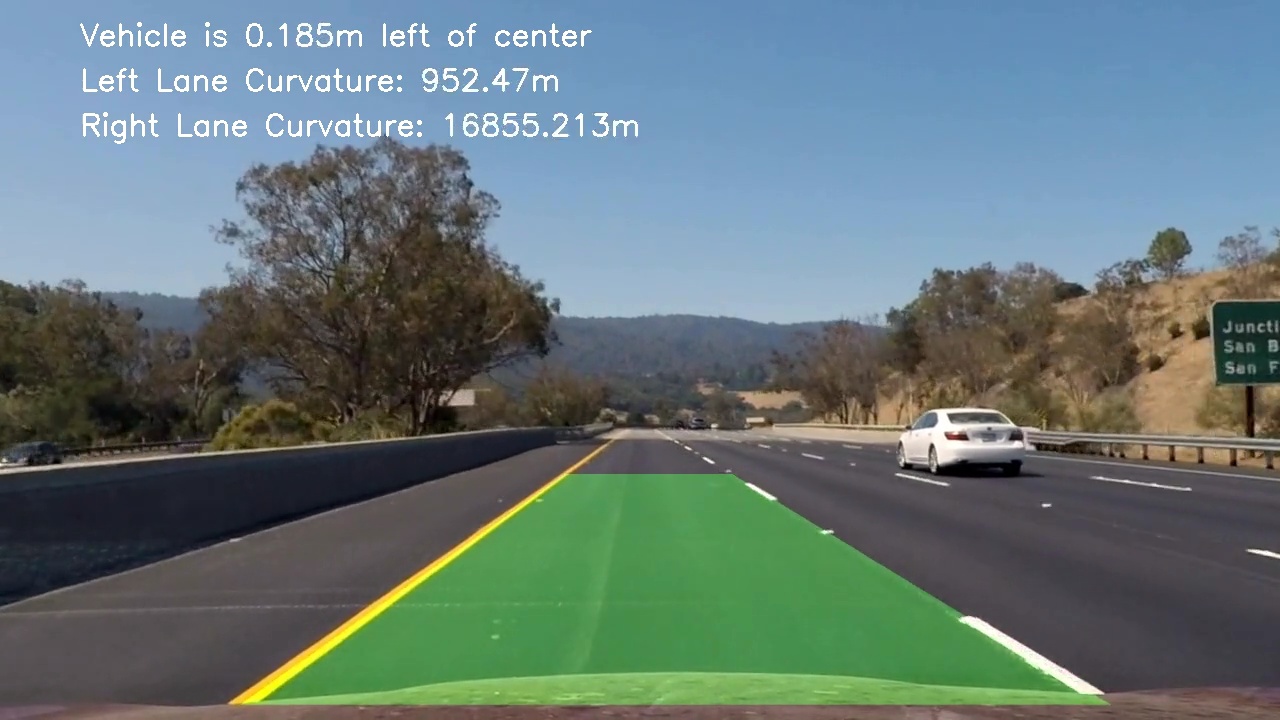 Vehicle is 0.185m left of center
Left Lane Curvature: 952.47m
Right Lane Curvature: 16855.213m
San
San